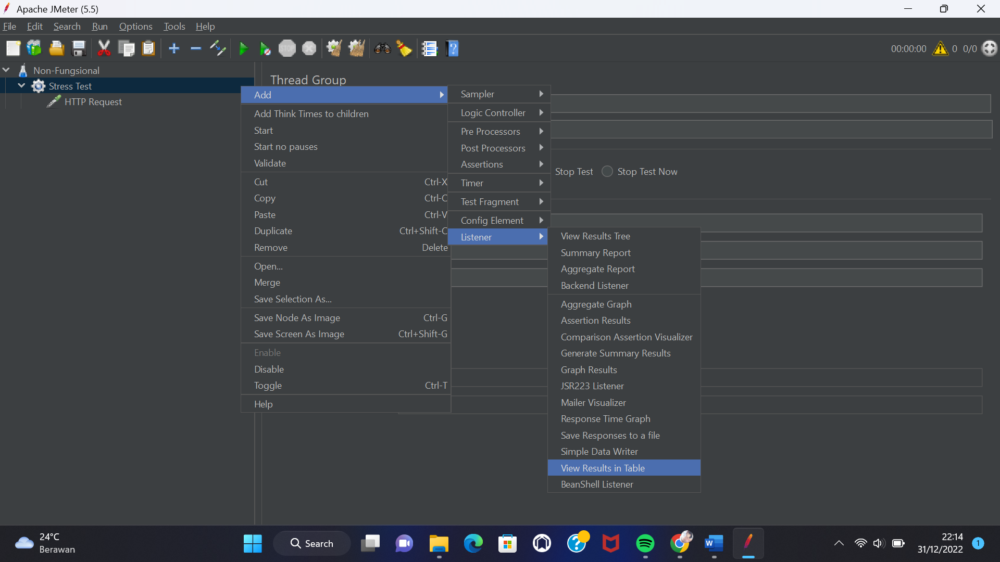 Apache JMeter (5.5)
File Edit Search Run Options Tools Help
STOP
00:00:00 0 0/0
Non-Fungsional
Stress Test
HTTP Request
Thread Group
Add
Add Think Times to children
Start
Start no pauses
Validate
Cut Ctrl-X
Copy Ctrl-C
Paste Ctrl-V
Duplicate Ctrl+Shift-C
Remove Delete
Open...
Merge
Save Selection As...
Save Node As Image Ctrl-G
Save Screen As Image Ctrl+Shift-G
Enable
Disable
Toggle Ctrl-T
Help
Sampler
Logic Controller
Pre Processors
Post Processors
Assertions
Timer
Test Fragment
Config Element
Listener
Stop Test Stop Test Now
View Results Tree
Summary Report
Aggregate Report
Backend Listener
Aggregate Graph
Assertion Results
Comparison Assertion Visualizer
Generate Summary Results
Graph Results
JSR223 Listener
Mailer Visualizer
Response Time Graph
Save Responses to a file
Simple Data Writer
View Results in Table
BeanShell Listener
24°C
Berawan
Search
22:14
31/12/2022
1